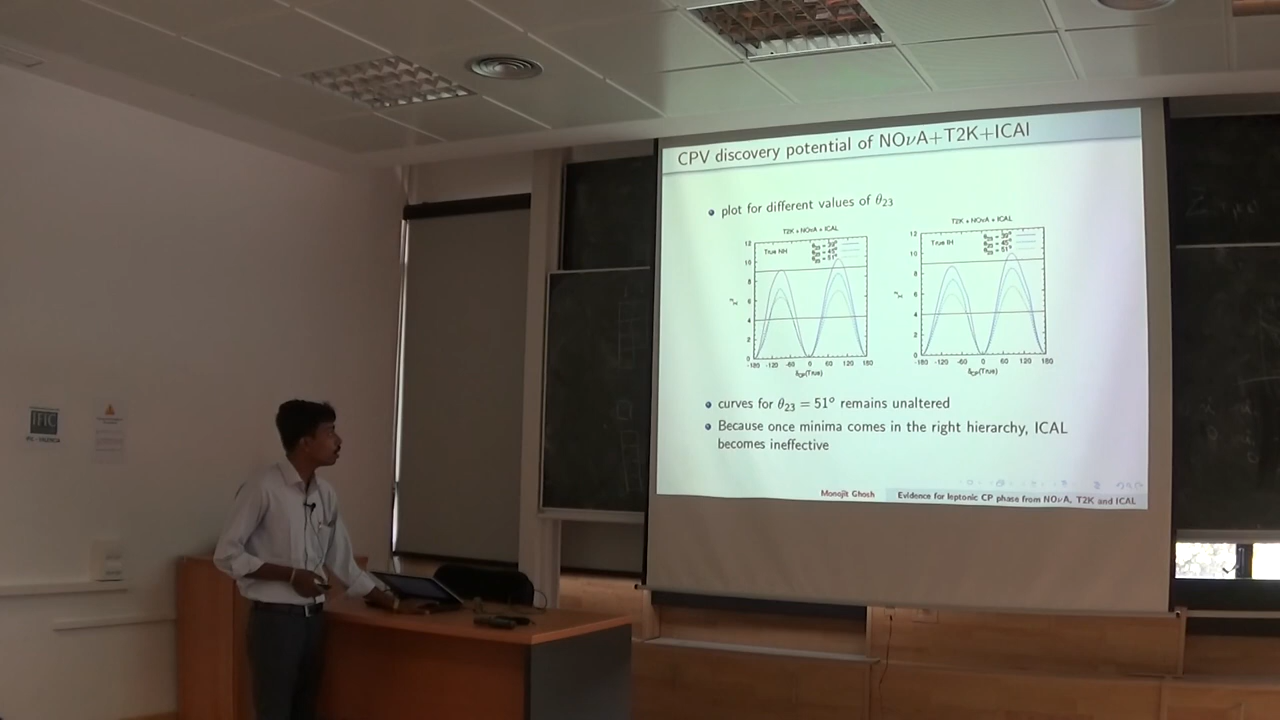 CPV discovery potential of NOνA+T2K+ICAl
plot for different values of θ23
T2K + NOvA + ICAL
True NH
θ23 = 39°
θ23 = 45°
θ23 = 51°
12
10
8
6
4
2
0
-180 -120 -60 0 60 120 180
δCP(True)
T2K + NOvA + ICAL
True IH
θ23 = 39°
θ23 = 45°
θ23 = 51°
12
10
8
6
4
2
0
-180 -120 -60 0 60 120 180
δCP(True)
curves for θ23 = 51° remains unaltered
Because once minima comes in the right hierarchy, ICAL
becomes ineffective
Monojit Ghosh Evidence for leptonic CP phase from NOνA, T2K and ICAL
IFIC
IFIC - VALENCIA